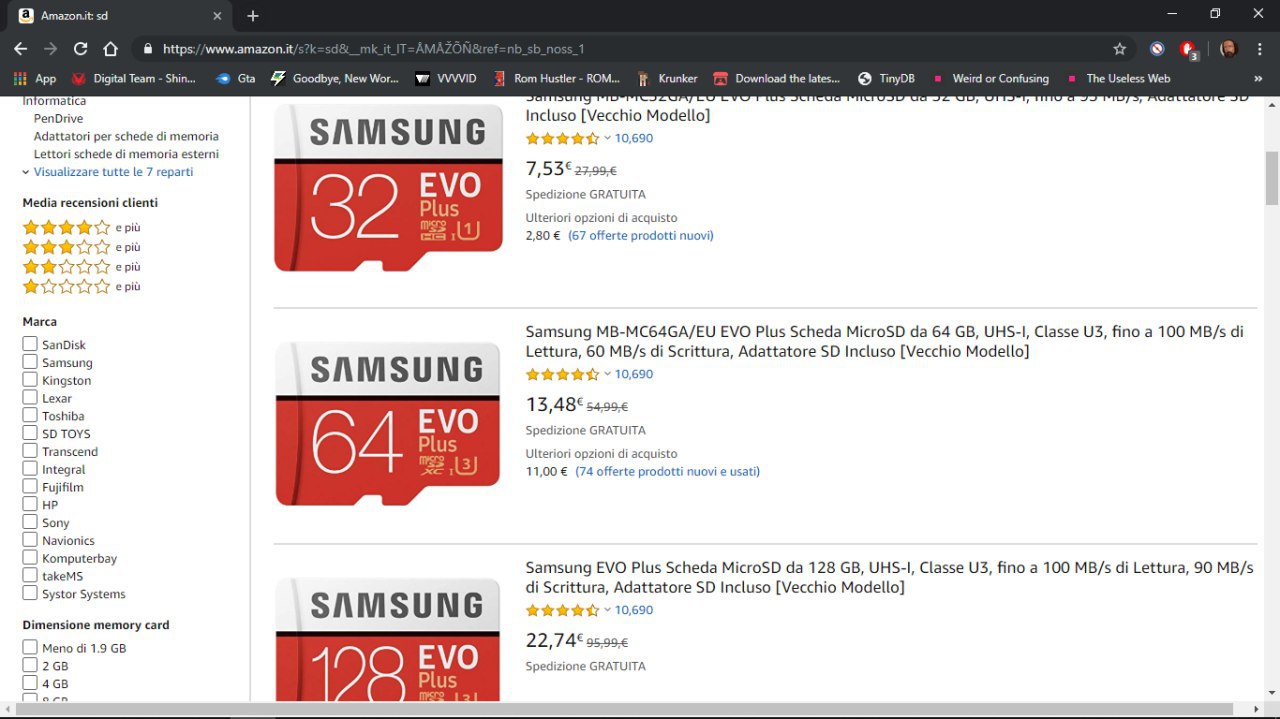 Amazon.it: sd
https://www.amazon.it/s?k=sd&__mk_it_IT=ÅMÅŽÕÑ&ref=nb_sb_noss_1
3
App
Digital Team - Shin...
Gta
Goodbye, New Wor...
VVVVID
Rom Hustler - ROM...
Krunker
Download the lates...
TinyDB
Weird or Confusing
The Useless Web
»
Informatica
PenDrive
Adattatori per schede di memoria
Lettori schede di memoria esterni
Visualizzare tutte le 7 reparti
Media recensioni clienti
e più
e più
e più
e più
Marca
SanDisk
Samsung
Kingston
Lexar
Toshiba
SD TOYS
Transcend
Integral
Fujifilm
HP
Sony
Navionics
Komputerbay
takeMS
Systor Systems
Dimensione memory card
Meno di 1.9 GB
2 GB
4 GB
8 GB
SAMSUNG
32 EVO
Plus
micro
SD
HC I U1
Samsung MB-MC32GA/EU EVO Plus Scheda MicroSD da 32 GB, UHS-I, fino a 95 MB/s, Adattatore SD
Incluso [Vecchio Modello]
10,690
7,53€ 27,99,€
Spedizione GRATUITA
Ulteriori opzioni di acquisto
2,80 € (67 offerte prodotti nuovi)
SAMSUNG
64 EVO
Plus
micro
SD
XC I U3
Samsung MB-MC64GA/EU EVO Plus Scheda MicroSD da 64 GB, UHS-I, Classe U3, fino a 100 MB/s di
Lettura, 60 MB/s di Scrittura, Adattatore SD Incluso [Vecchio Modello]
10,690
13,48€ 54,99,€
Spedizione GRATUITA
Ulteriori opzioni di acquisto
11,00 € (74 offerte prodotti nuovi e usati)
SAMSUNG
128 EVO
Plus
micro
Samsung EVO Plus Scheda MicroSD da 128 GB, UHS-I, Classe U3, fino a 100 MB/s di Lettura, 90 MB/s
di Scrittura, Adattatore SD Incluso [Vecchio Modello]
10,690
22,74€ 95,99,€
Spedizione GRATUITA